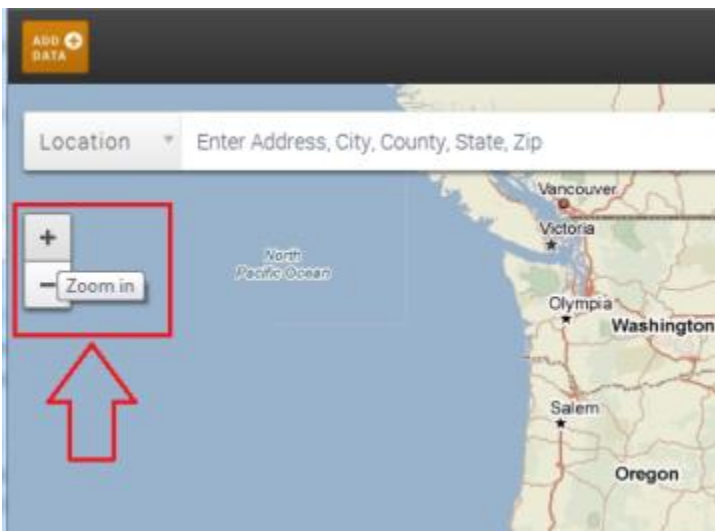 ADD
DATA
Location
Enter Address, City, County, State, Zip
Vancouver
Victoria
+
North
Pacific Ocean
-
Zoom in
Olympia
Washington
Salem
Oregon